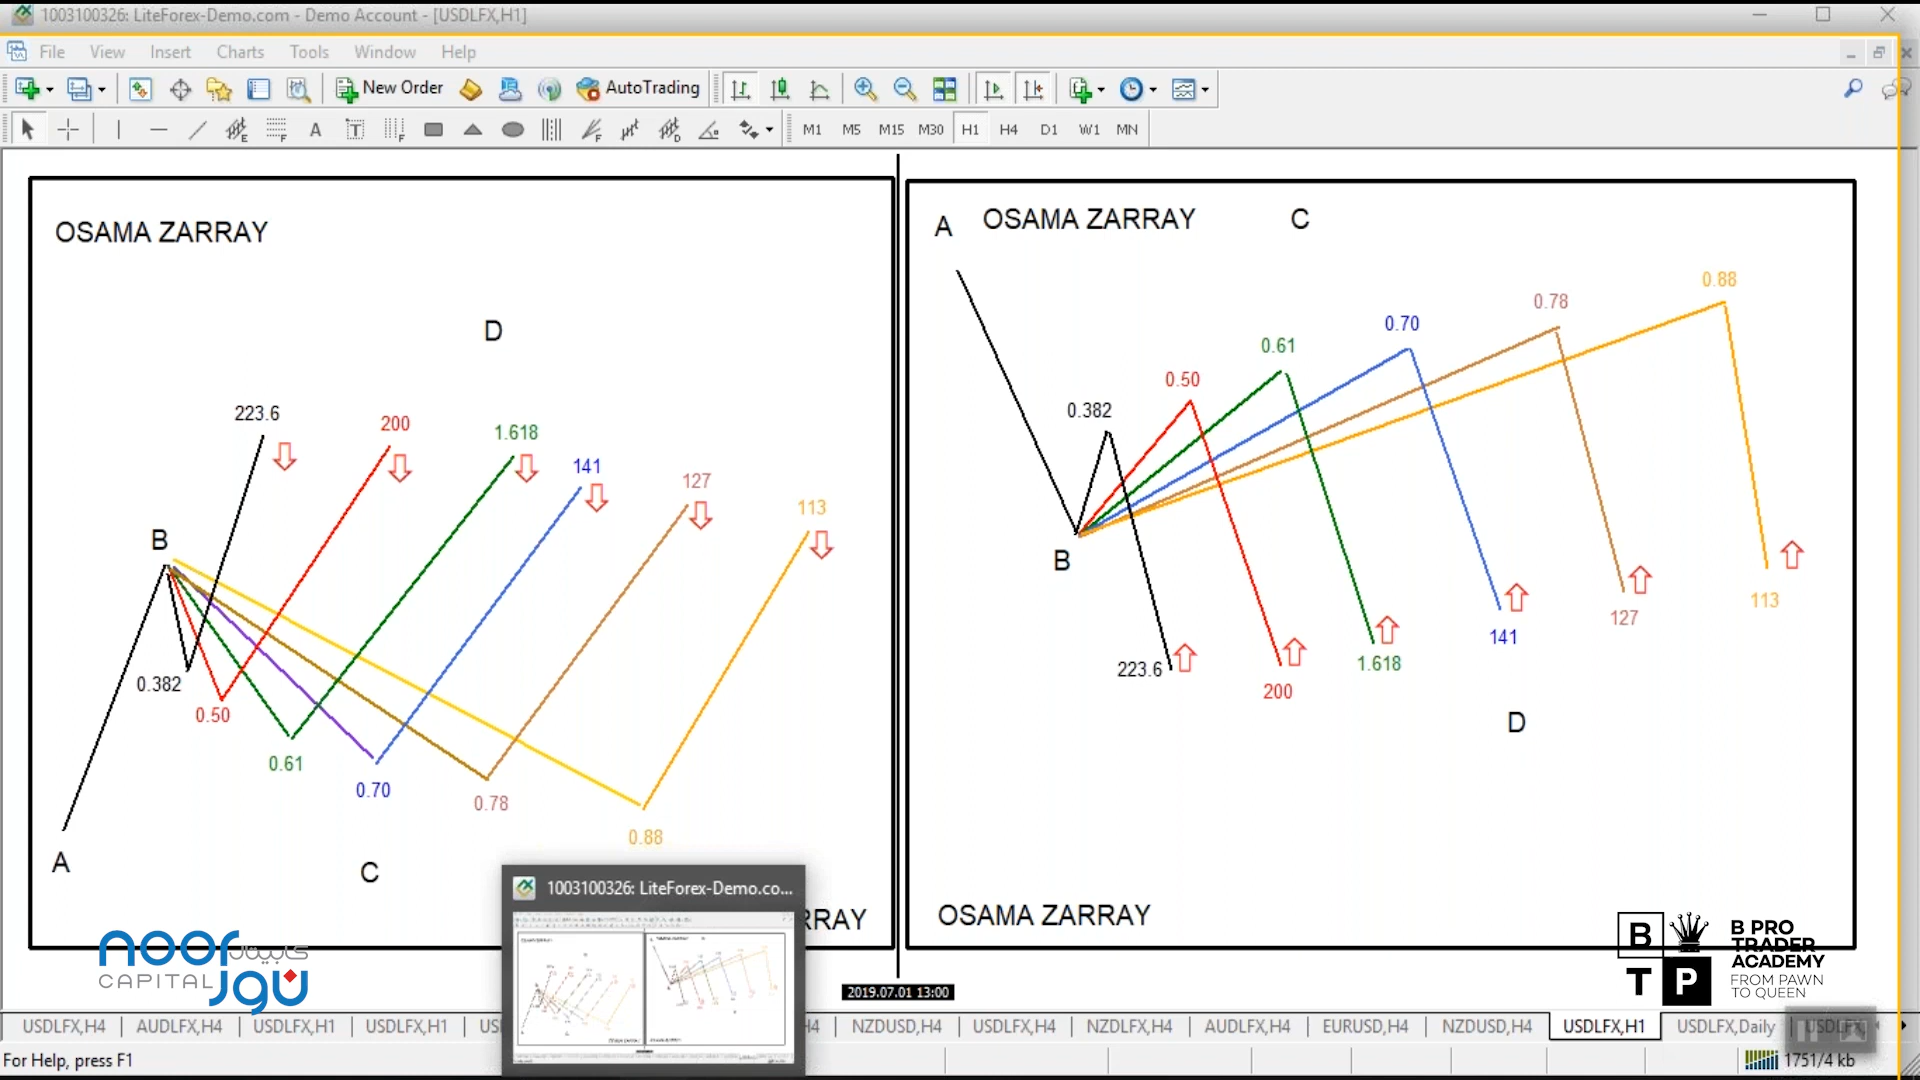 1003100326: LiteForex-Demo.com - Demo Account - [USDLFX,H1]
File View Insert Charts Tools Window Help
New Order AutoTrading
A T M1 M5 M15 M30 H1 H4 D1 W1 MN
OSAMA ZARRAY
D
223.6
200
1.618
141
127
113
B
0.382
0.50
0.61
0.70
0.78
0.88
A
C
RRAY
A OSAMA ZARRAY C
0.88
0.78
0.70
0.61
0.50
0.382
B
113
127
141
1.618
223.6
200
D
OSAMA ZARRAY
1003100326: LiteForex-Demo.co...
noor كابيتال
CAPITAL نور
B PRO
TRADER
ACADEMY
FROM PAWN
TO QUEEN
B
T P
2019.07.01 13:00
USDLFX,H4 AUDLFX,H4 USDLFX,H1 USDLFX,H1 US H4 NZDUSD,H4 USDLFX,H4 NZDLFX,H4 AUDLFX,H4 EURUSD,H4 NZDUSD,H4 USDLFX,H1 USDLFX,Daily USDLFX,
For Help, press F1
1751/4 kb